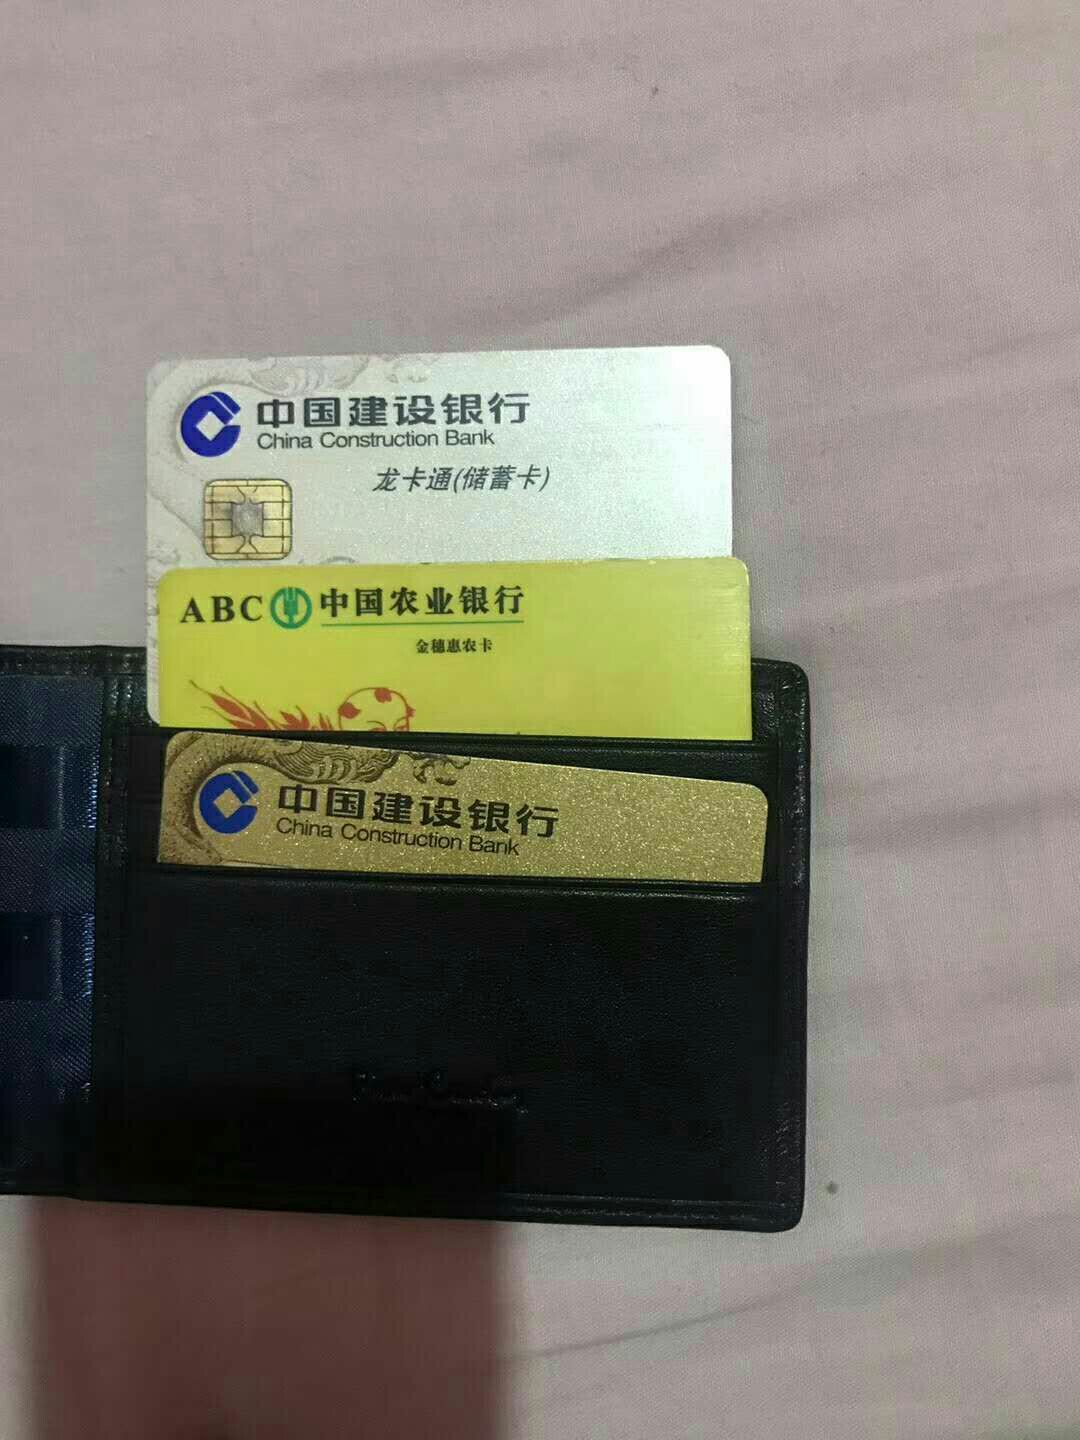 中国建设银行
China Construction Bank
龙卡通(储蓄卡)
ABC 中国农业银行
金穗惠农卡
中国建设银行
China Construction Bank